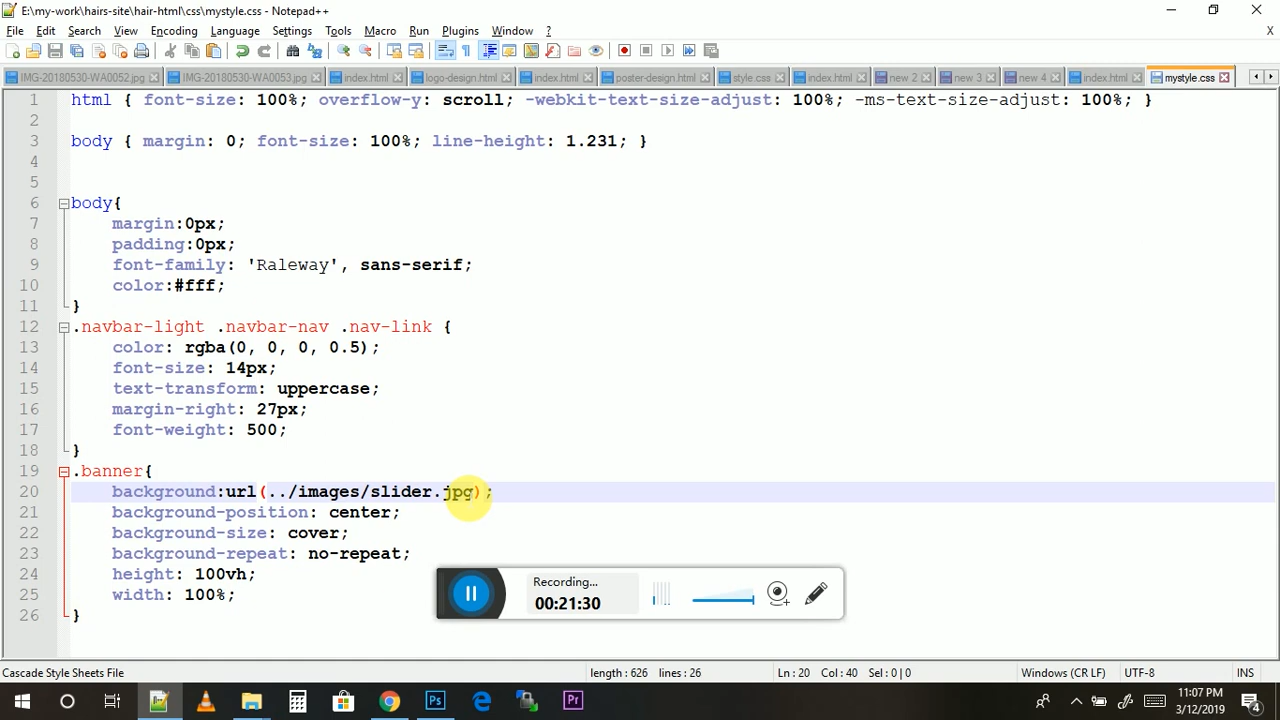 E:\my-work\hairs-site\hair-html\css\mystyle.css - Notepad++
File Edit Search View Encoding Language Settings Tools Macro Run Plugins Window ? X
IMG-20180530-WA0052.jpg IMG-20180530-WA0053.jpg index.html logo-design.html index.html poster-design.html style.css index.html new 2 new 3 new 4 index.html mystyle.css
1 html { font-size: 100%; overflow-y: scroll; -webkit-text-size-adjust: 100%; -ms-text-size-adjust: 100%; }
2
3 body { margin: 0; font-size: 100%; line-height: 1.231; }
4
5
6 body{
7 margin:0px;
8 padding:0px;
9 font-family: 'Raleway', sans-serif;
10 color:#fff;
11 }
12 .navbar-light .navbar-nav .nav-link {
13 color: rgba(0, 0, 0, 0.5);
14 font-size: 14px;
15 text-transform: uppercase;
16 margin-right: 27px;
17 font-weight: 500;
18 }
19 .banner{
20 background:url(../images/slider.jpg);
21 background-position: center;
22 background-size: cover;
23 background-repeat: no-repeat;
24 height: 100vh;
25 width: 100%;
26 }
Recording...
00:21:30
Cascade Style Sheets File length : 626 lines : 26 Ln : 20 Col : 40 Sel : 0 | 0 Windows (CR LF) UTF-8 INS
Ps Pr
11:07 PM
3/12/2019
4